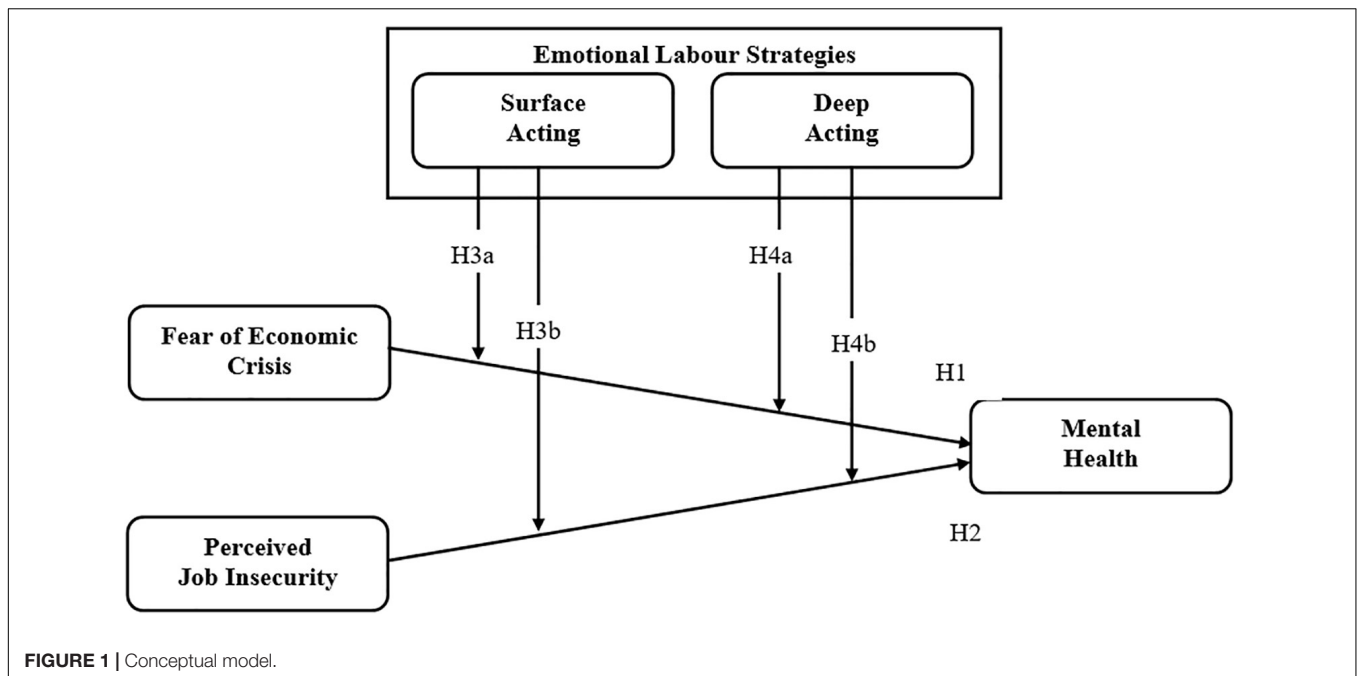 Emotional Labour Strategies
Surface
Acting
Deep
Acting
H3a
H4a
H3b
H4b
Fear of Economic
Crisis
H1
Mental
Health
Perceived
Job Insecurity
H2
FIGURE 1 | Conceptual model.